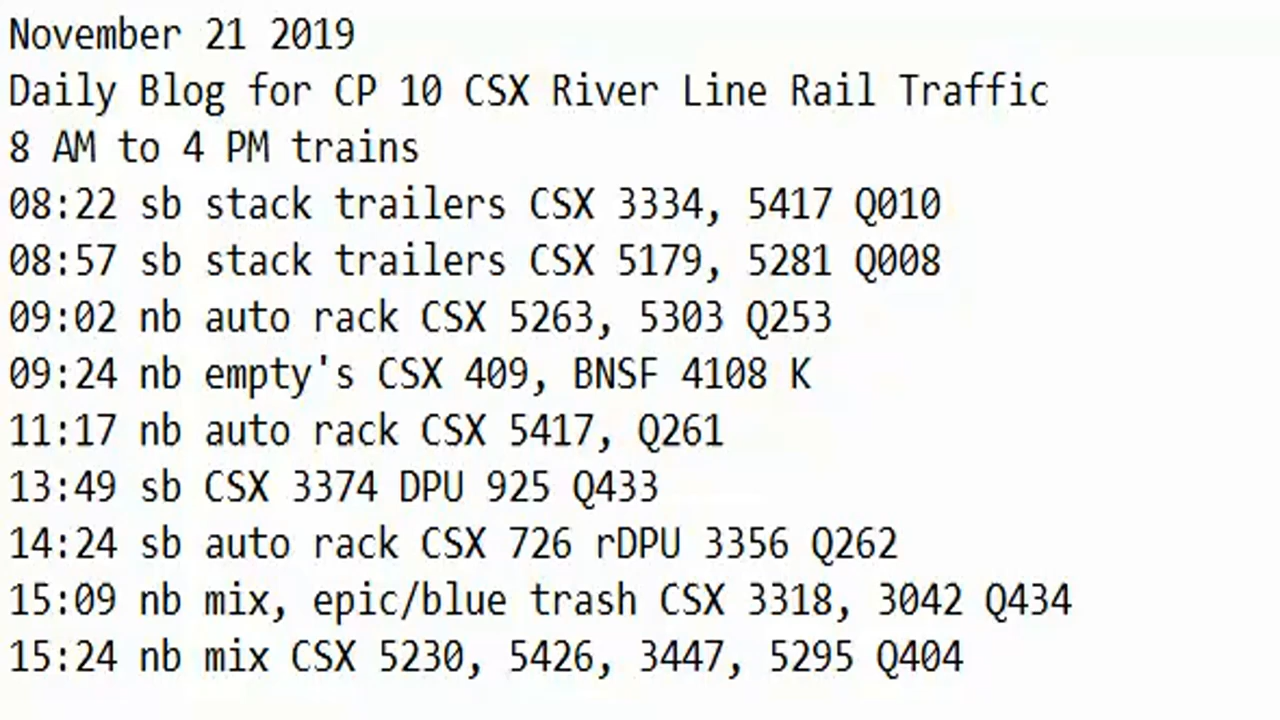 November 21 2019
Daily Blog for CP 10 CSX River Line Rail Traffic
8 AM to 4 PM trains
08:22 sb stack trailers CSX 3334, 5417 Q010
08:57 sb stack trailers CSX 5179, 5281 Q008
09:02 nb auto rack CSX 5263, 5303 Q253
09:24 nb empty's CSX 409, BNSF 4108 K
11:17 nb auto rack CSX 5417, Q261
13:49 sb CSX 3374 DPU 925 Q433
14:24 sb auto rack CSX 726 rDPU 3356 Q262
15:09 nb mix, epic/blue trash CSX 3318, 3042 Q434
15:24 nb mix CSX 5230, 5426, 3447, 5295 Q404